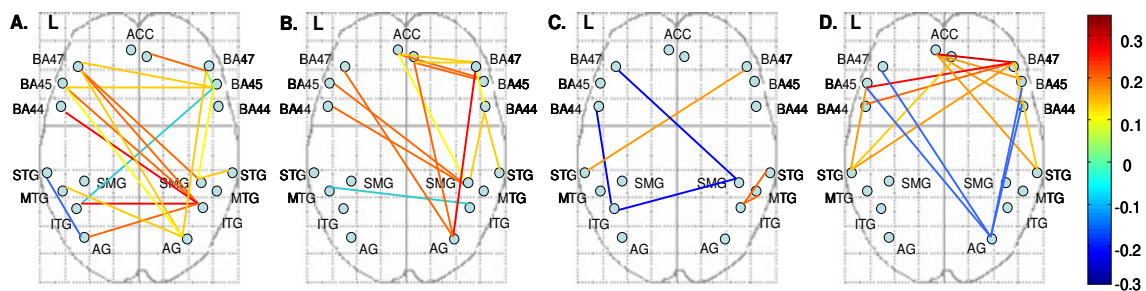 A. L
ACC
BA47 BA47
BA45 BA45
BA44 BA44
STG SMG SMG STG
MTG MTG
ITG ITG
AG AG
B. L
ACC
BA47 BA47
BA45 BA45
BA44 BA44
STG SMG SMG STG
MTG MTG
ITG ITG
AG AG
C. L
ACC
BA47 BA47
BA45 BA45
BA44 BA44
STG SMG SMG STG
MTG MTG
ITG ITG
AG AG
D. L
ACC
BA47 BA47
BA45 BA45
BA44 BA44
STG SMG SMG STG
MTG MTG
ITG ITG
AG AG
0.3
0.2
0.1
0
-0.1
-0.2
-0.3